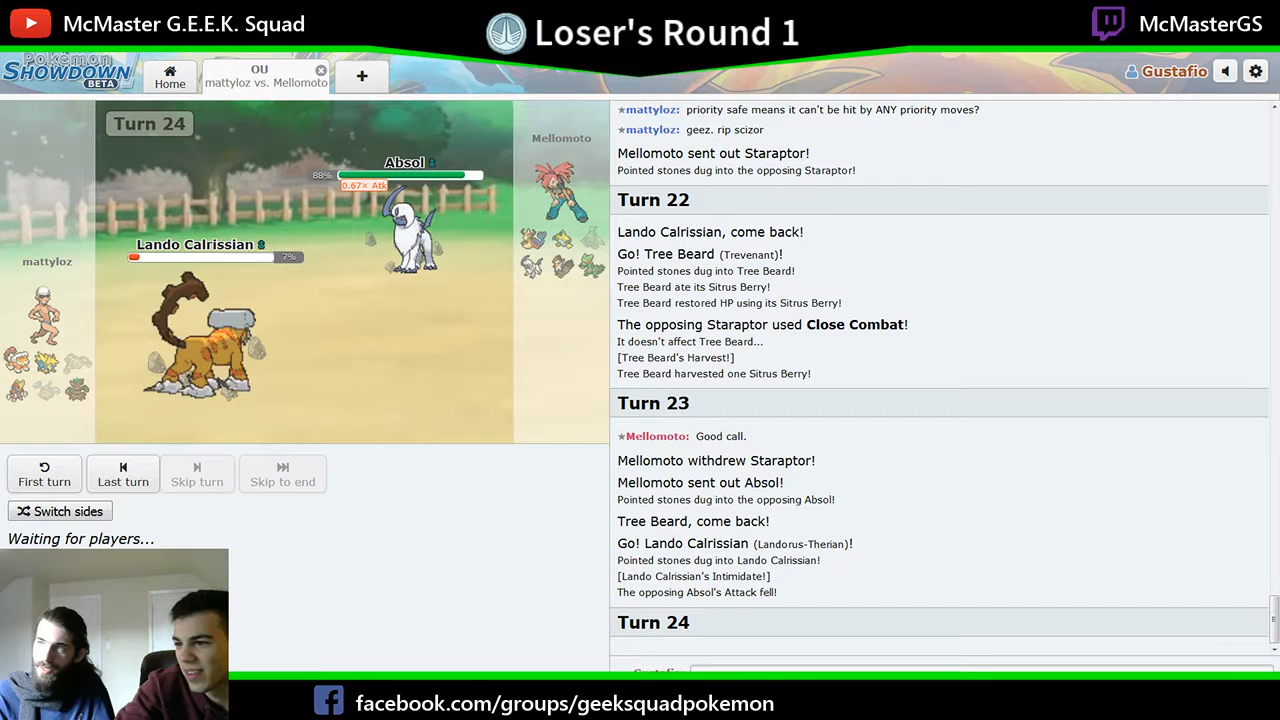 McMaster G.E.E.K. Squad
Loser's Round 1
McMasterGS
Pokémon
SHOWDOWN
BETA
Home
OU
mattyloz vs. Mellomoto
+
Gustafio
Turn 24
Absol
88%
0.67× Atk
Lando Calrissian
7%
mattyloz
Mellomoto
★mattyloz: priority safe means it can't be hit by ANY priority moves?
★mattyloz: geez. rip scizor
Mellomoto sent out Staraptor!
Pointed stones dug into the opposing Staraptor!
Turn 22
Lando Calrissian, come back!
Go! Tree Beard (Trevenant)!
Pointed stones dug into Tree Beard!
Tree Beard ate its Sitrus Berry!
Tree Beard restored HP using its Sitrus Berry!
The opposing Staraptor used Close Combat!
It doesn't affect Tree Beard...
[Tree Beard's Harvest!]
Tree Beard harvested one Sitrus Berry!
Turn 23
★Mellomoto: Good call.
Mellomoto withdrew Staraptor!
Mellomoto sent out Absol!
Pointed stones dug into the opposing Absol!
Tree Beard, come back!
Go! Lando Calrissian (Landorus-Therian)!
Pointed stones dug into Lando Calrissian!
[Lando Calrissian's Intimidate!]
The opposing Absol's Attack fell!
Turn 24
First turn
Last turn
Skip turn
Skip to end
Switch sides
Waiting for players...
facebook.com/groups/geeksquadpokemon